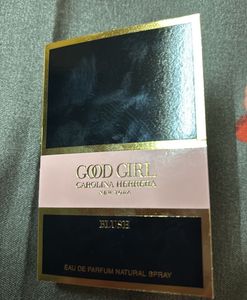 GOOD GIRL
CAROLINA HERRERA
NEW YORK
BLUSH
EAU DE PARFUM NATURAL SPRAY